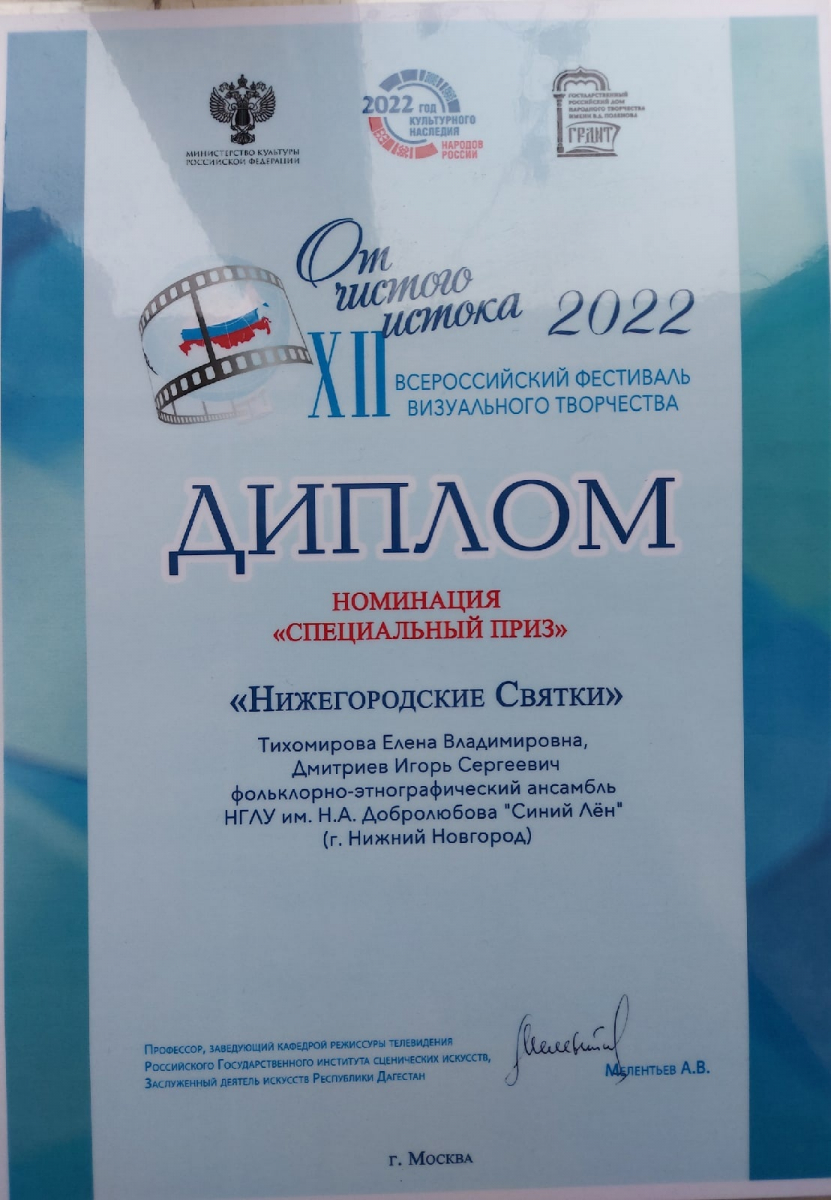 МИНИСТЕРСТВО КУЛЬТУРЫ
РОССИЙСКОЙ ФЕДЕРАЦИИ
2022 ГОД
КУЛЬТУРНОГО
НАСЛЕДИЯ
НАРОДОВ
РОССИИ
ГОСУДАРСТВЕННЫЙ
РОССИЙСКИЙ ДОМ
НАРОДНОГО ТВОРЧЕСТВА
ИМЕНИ В.Д. ПОЛЕНОВА
ГРДНТ
От
чистого
истока 2022
XII ВСЕРОССИЙСКИЙ ФЕСТИВАЛЬ
ВИЗУАЛЬНОГО ТВОРЧЕСТВА
ДИПЛОМ
НОМИНАЦИЯ
«СПЕЦИАЛЬНЫЙ ПРИЗ»
«НИЖЕГОРОДСКИЕ СВЯТКИ»
Тихомирова Елена Владимировна,
Дмитриев Игорь Сергеевич
фольклорно-этнографический ансамбль
НГЛУ им. Н.А. Добролюбова "Синий Лён"
(г. Нижний Новгород)
ПРОФЕССОР, ЗАВЕДУЮЩИЙ КАФЕДРОЙ РЕЖИССУРЫ ТЕЛЕВИДЕНИЯ
РОССИЙСКОГО ГОСУДАРСТВЕННОГО ИНСТИТУТА СЦЕНИЧЕСКИХ ИСКУССТВ,
ЗАСЛУЖЕННЫЙ ДЕЯТЕЛЬ ИСКУССТВ РЕСПУБЛИКИ ДАГЕСТАН
МЕЛЕНТЬЕВ А.В.
г. МОСКВА